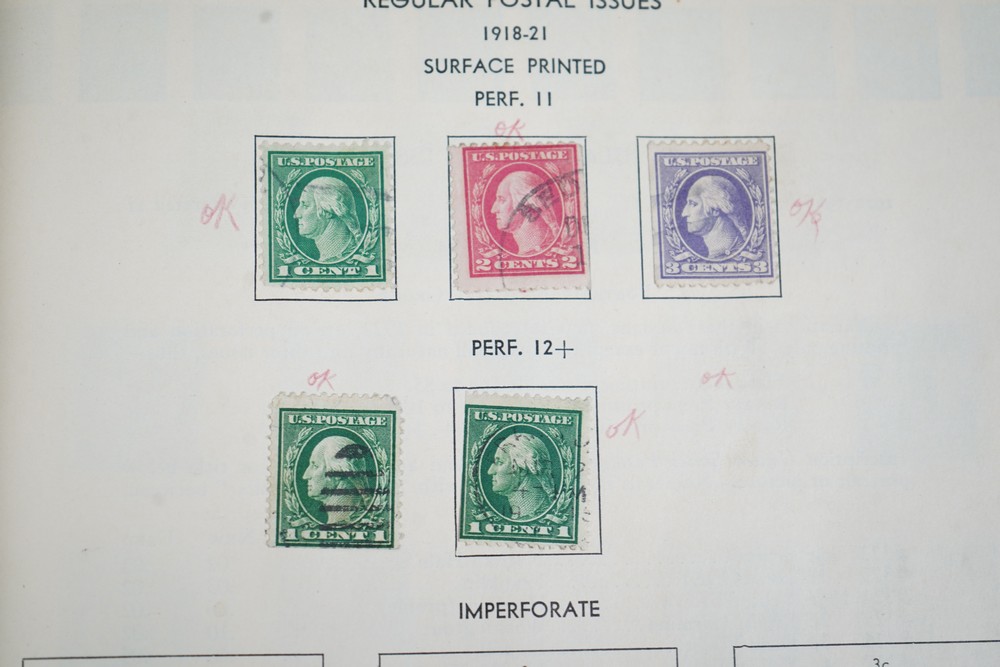 REGULAR POSTAL ISSUES
1918-21
SURFACE PRINTED
PERF. 11
OK
U.S.POSTAGE
1 CENT 1
U.S.POSTAGE
2 CENTS 2
U.S.POSTAGE
3 CENTS 3
OK
OK
PERF. 12+
OK
OK
U.S.POSTAGE
1 CENT 1
U.S.POSTAGE
1 CENT 1
OK
IMPERFORATE
3c